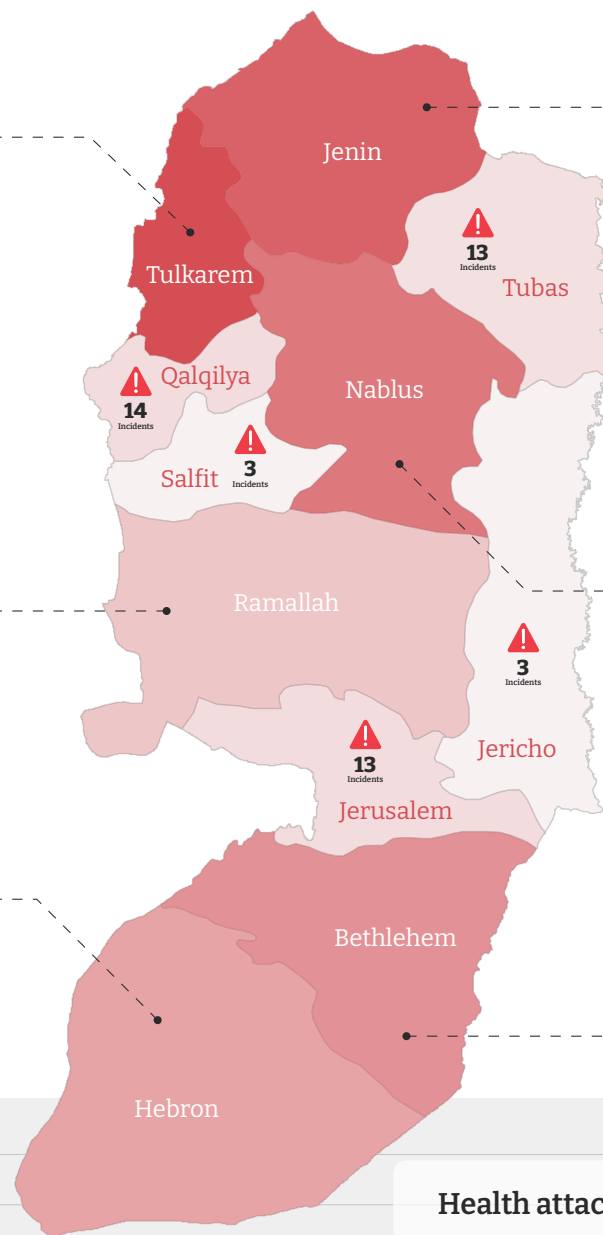 Jenin
13
Incidents
Tubas
Tulkarem
Qalqilya
14
Incidents
Nablus
Salfit
3
Incidents
Ramallah
3
Incidents
Jericho
13
Incidents
Jerusalem
Bethlehem
Hebron
Health attac